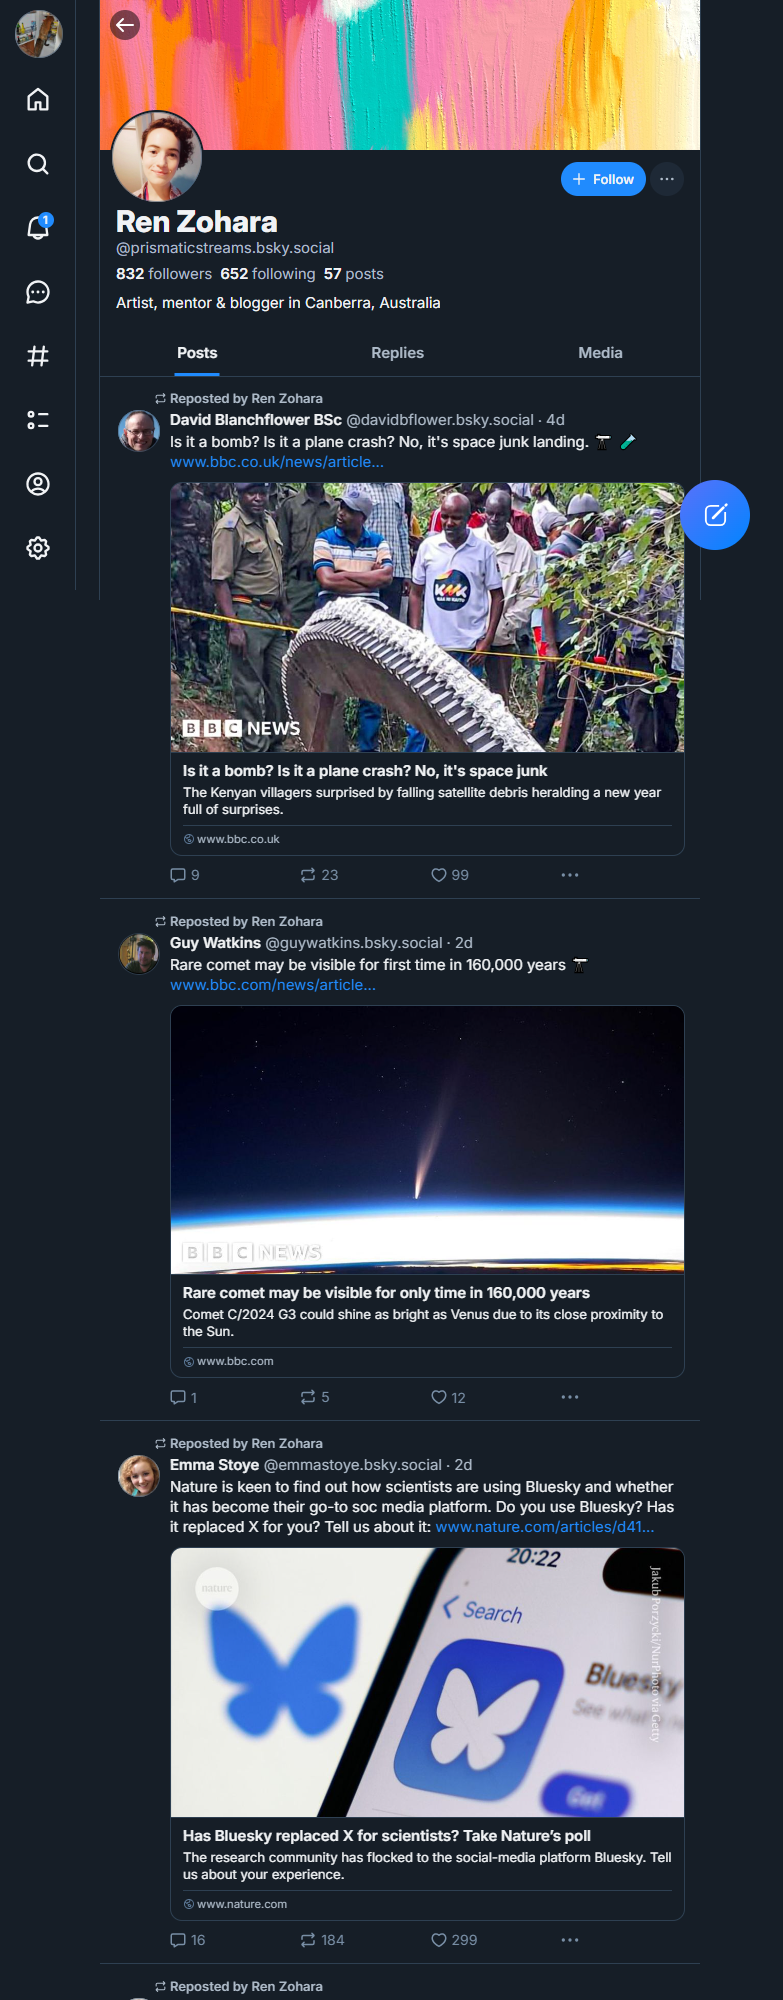 1
Follow
Ren Zohara
@prismaticstreams.bsky.social
832 followers 652 following 57 posts
Artist, mentor & blogger in Canberra, Australia
Posts Replies Media
Reposted by Ren Zohara
David Blanchflower BSc @davidbflower.bsky.social · 4d
Is it a bomb? Is it a plane crash? No, it's space junk landing.
www.bbc.co.uk/news/article...
BBC NEWS
Is it a bomb? Is it a plane crash? No, it's space junk
The Kenyan villagers surprised by falling satellite debris heralding a new year
full of surprises.
www.bbc.co.uk
9 23 99
Reposted by Ren Zohara
Guy Watkins @guywatkins.bsky.social · 2d
Rare comet may be visible for first time in 160,000 years
www.bbc.com/news/article...
BBC NEWS
Rare comet may be visible for only time in 160,000 years
Comet C/2024 G3 could shine as bright as Venus due to its close proximity to
the Sun.
www.bbc.com
1 5 12
Reposted by Ren Zohara
Emma Stoye @emmastoye.bsky.social · 2d
Nature is keen to find out how scientists are using Bluesky and whether
it has become their go-to soc media platform. Do you use Bluesky? Has
it replaced X for you? Tell us about it: www.nature.com/articles/d41...
20:22
nature
Search
Bluesky
See what
Get
Jakub Porzycki/NurPhoto via Getty
Has Bluesky replaced X for scientists? Take Nature’s poll
The research community has flocked to the social-media platform Bluesky. Tell
us about your experience.
www.nature.com
16 184 299
Reposted by Ren Zohara